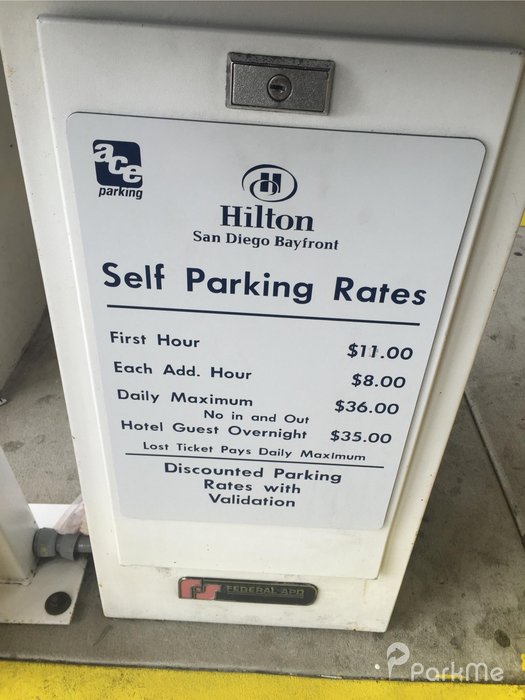 ace
parking
H
Hilton
San Diego Bayfront
Self Parking Rates
First Hour $11.00
Each Add. Hour $8.00
Daily Maximum $36.00
No in and Out
Hotel Guest Overnight $35.00
Lost Ticket Pays Daily Maximum
Discounted Parking
Rates with
Validation
FEDERAL APD
ParkMe